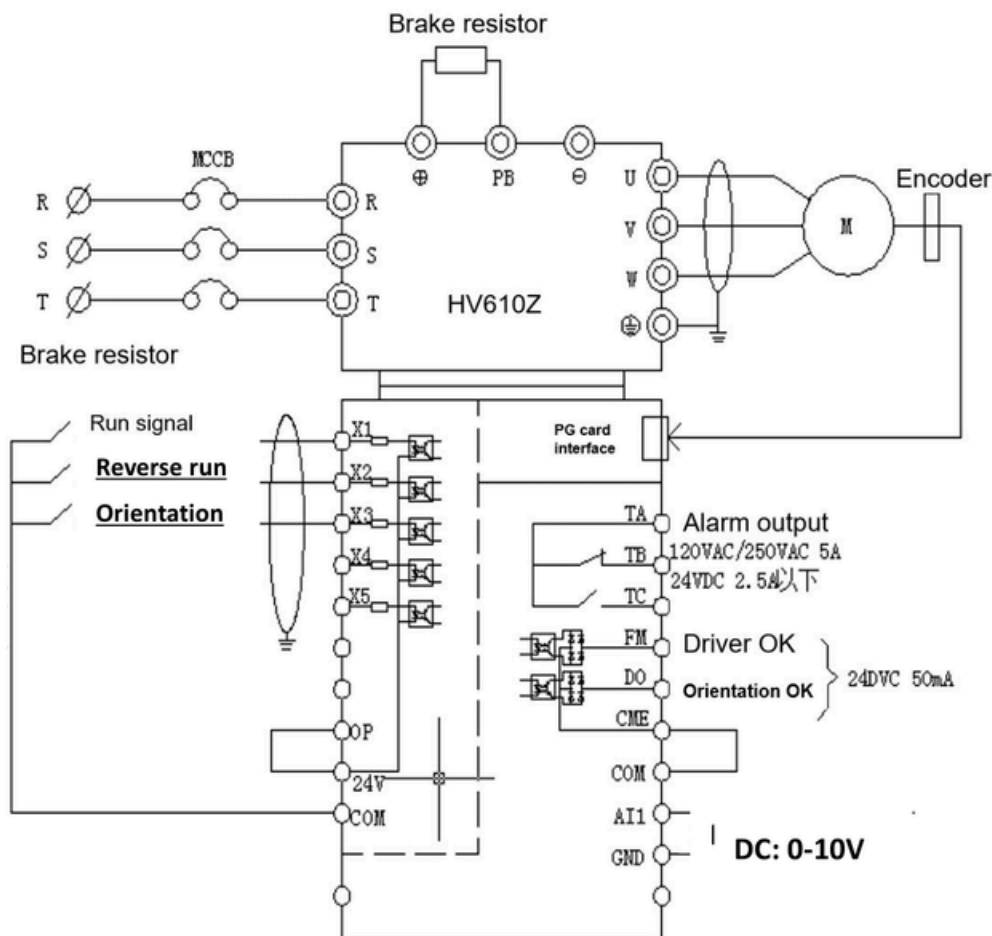 Brake resistor
⊕
PB
⊖
MCCB
R
R
S
S
T
T
HV610Z
U
V
W
M
Encoder
Brake resistor
Run signal
Reverse run
Orientation
X1
X2
X3
X4
X5
OP
24V
COM
PG card
interface
TA
TB
TC
FM
DO
CME
COM
AI1
GND
Alarm output
120VAC/250VAC 5A
24VDC 2.5A以下
Driver OK
Orientation OK
24DVC 50mA
DC: 0-10V